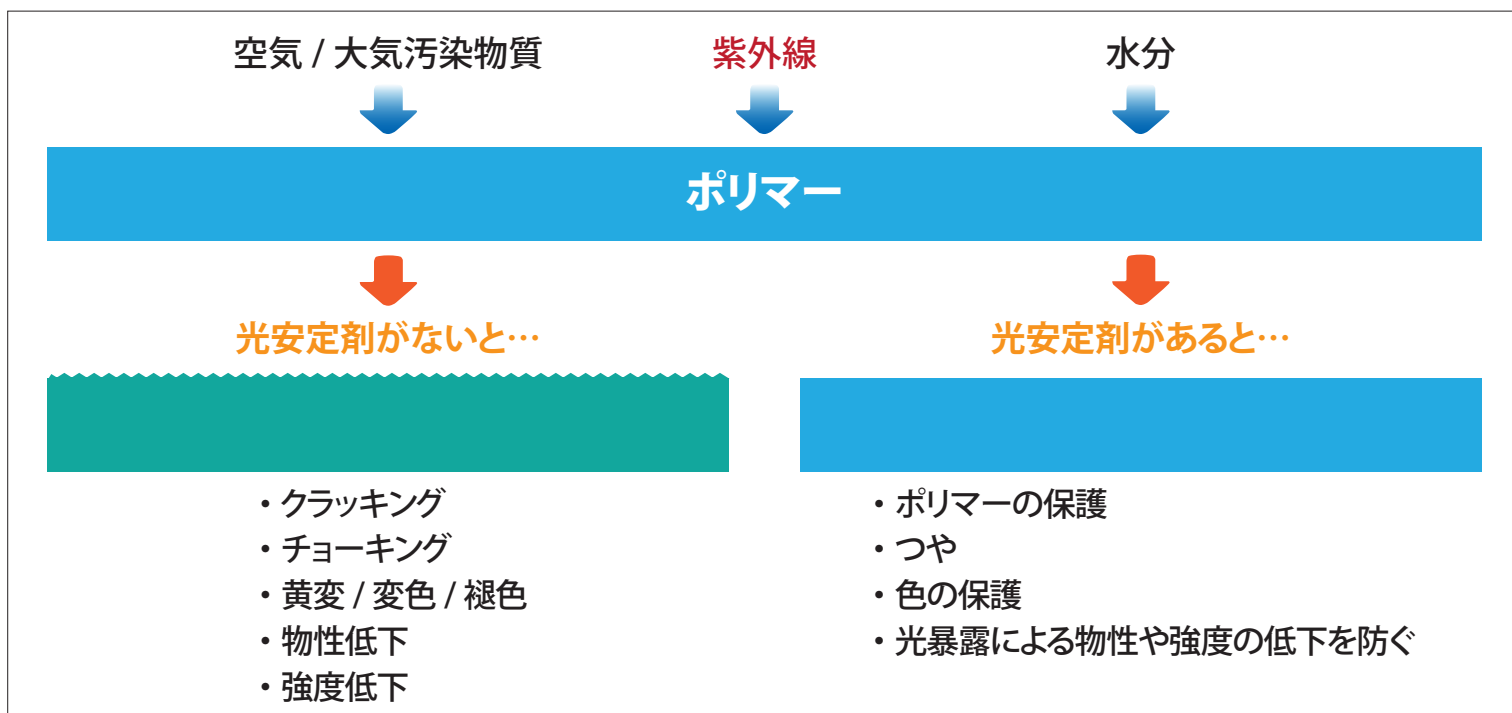 空気 / 大気汚染物質
紫外線
水分
ポリマー
光安定剤がないと…
光安定剤があると…
・クラッキング
・チョーキング
・黄変 / 変色 / 褪色
・物性低下
・強度低下
・ポリマーの保護
・つや
・色の保護
・光暴露による物性や強度の低下を防ぐ